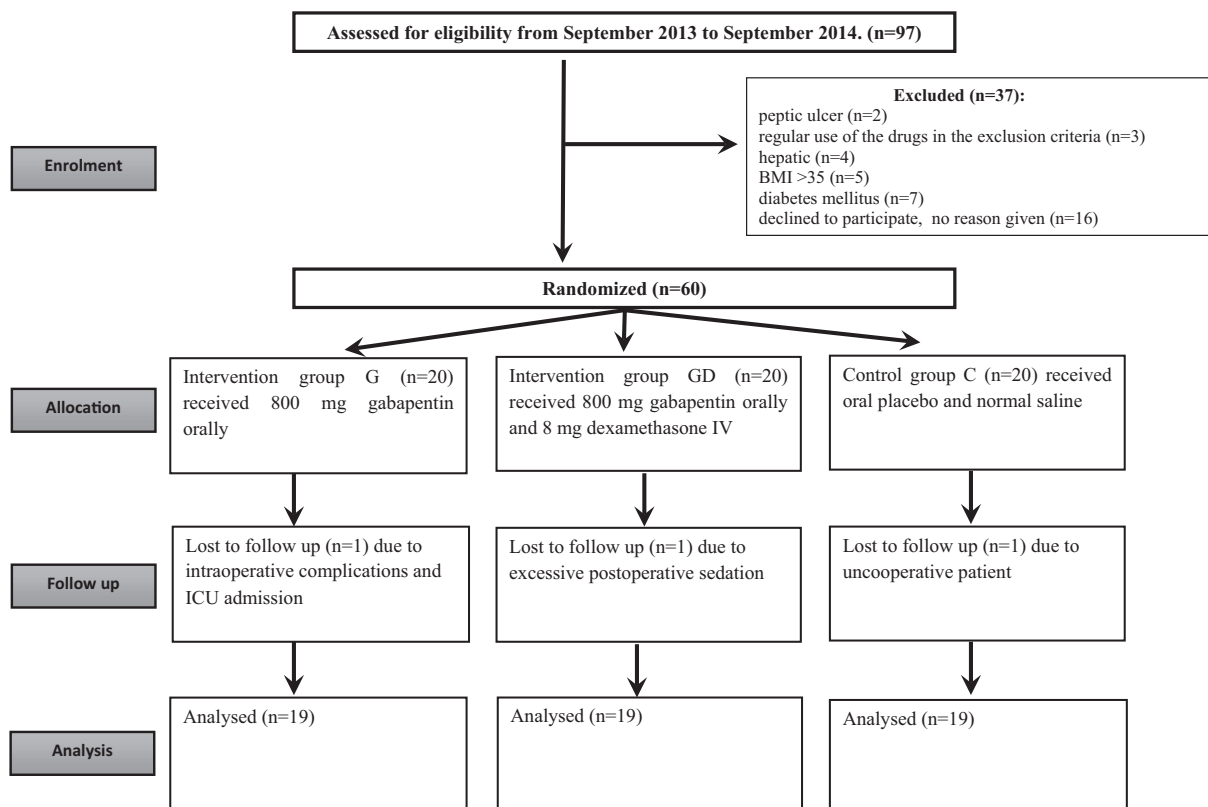 Assessed for eligibility from September 2013 to September 2014. (n=97)
Excluded (n=37):
peptic ulcer (n=2)
regular use of the drugs in the exclusion criteria (n=3)
hepatic (n=4)
BMI >35 (n=5)
diabetes mellitus (n=7)
declined to participate, no reason given (n=16)
Enrolment
Randomized (n=60)
Allocation
Intervention group G (n=20)
received 800 mg gabapentin
orally
Intervention group GD (n=20)
received 800 mg gabapentin orally
and 8 mg dexamethasone IV
Control group C (n=20) received
oral placebo and normal saline
Follow up
Lost to follow up (n=1) due to
intraoperative complications and
ICU admission
Lost to follow up (n=1) due to
excessive postoperative sedation
Lost to follow up (n=1) due to
uncooperative patient
Analysis
Analysed (n=19)
Analysed (n=19)
Analysed (n=19)